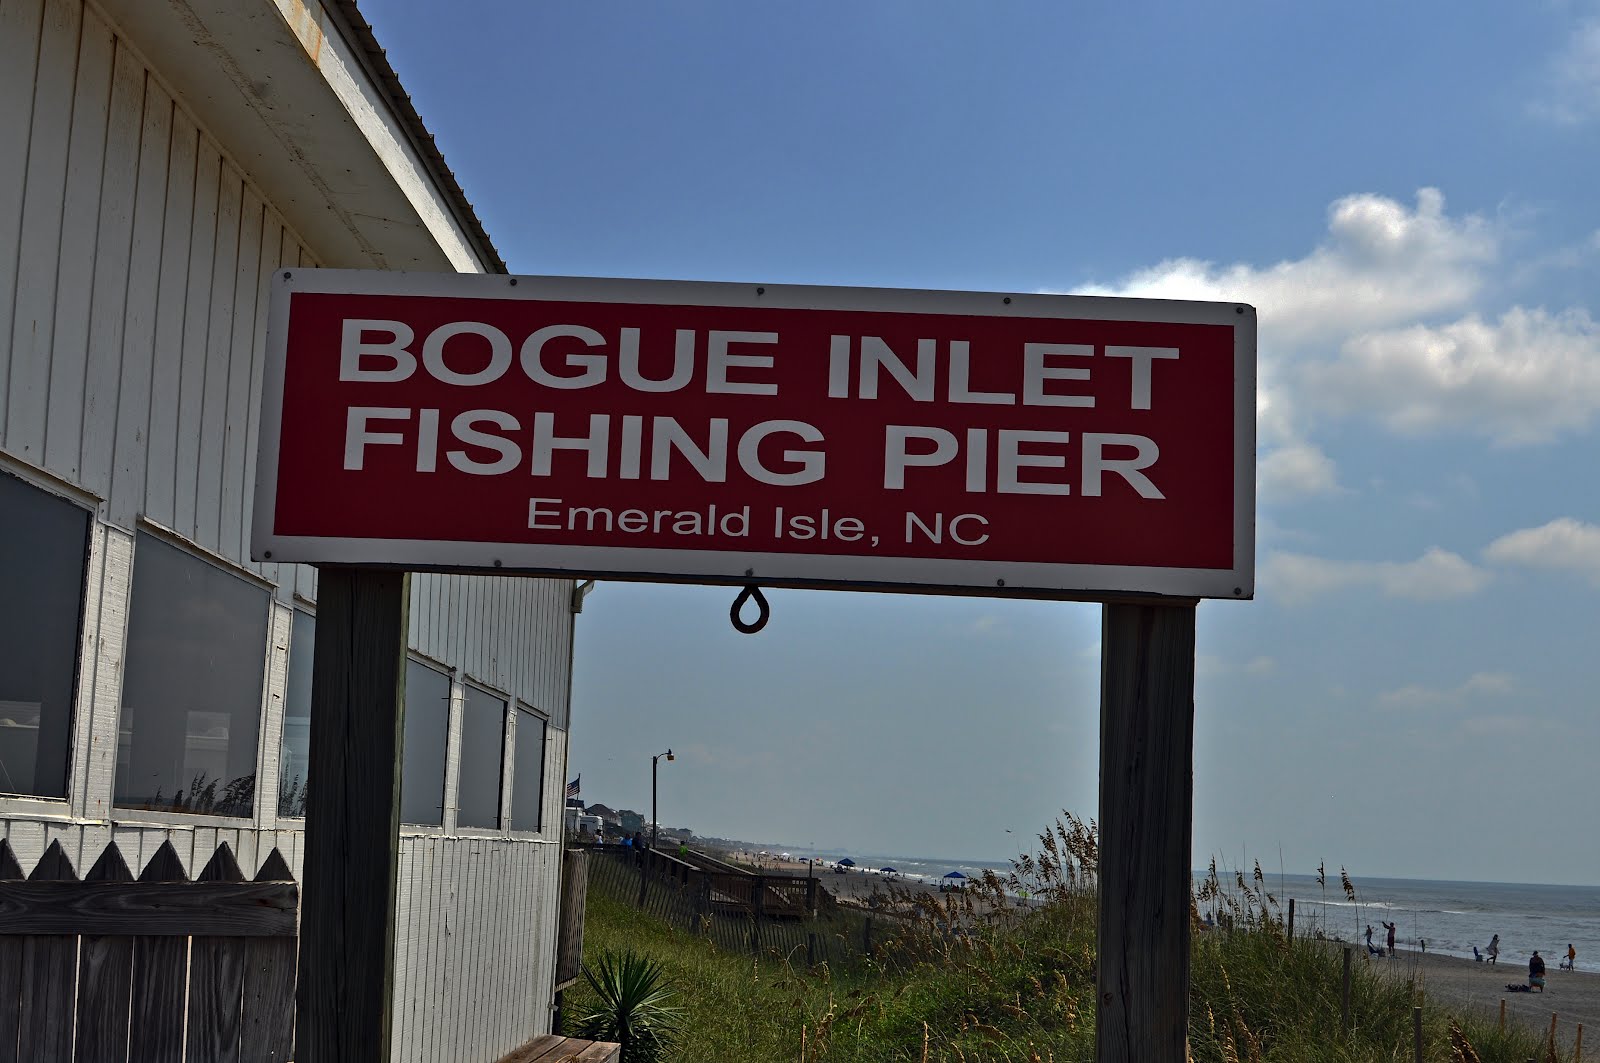 BOGUE INLET
FISHING PIER
Emerald Isle, NC